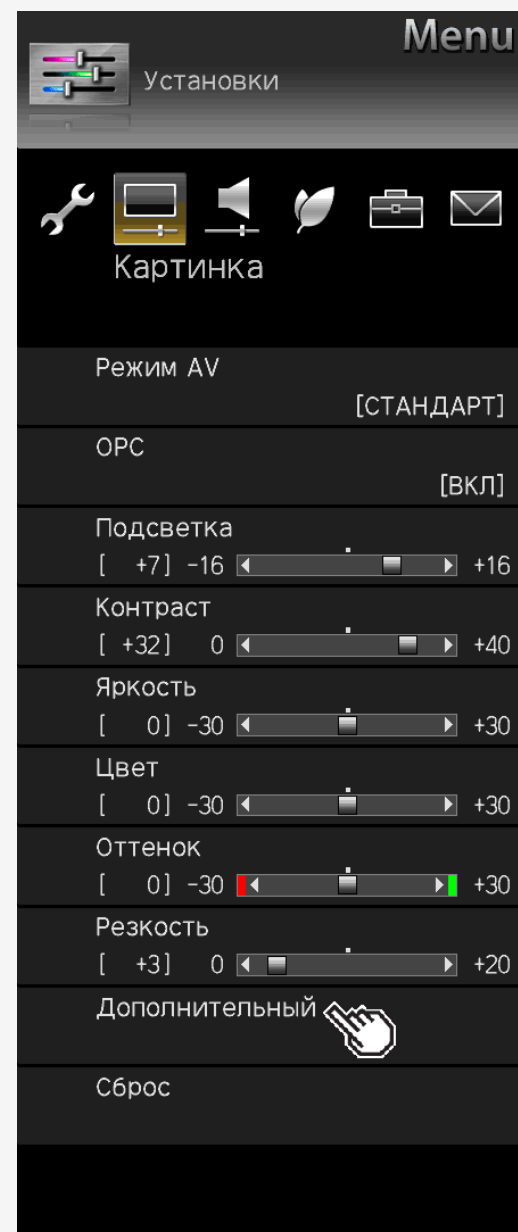 Menu
Установки
Картинка
Режим AV
[СТАНДАРТ]
OPC
[ВКЛ]
Подсветка
[ +7] -16 +16
Контраст
[ +32] 0 +40
Яркость
[ 0] -30 +30
Цвет
[ 0] -30 +30
Оттенок
[ 0] -30 +30
Резкость
[ +3] 0 +20
Дополнительный
Сброс